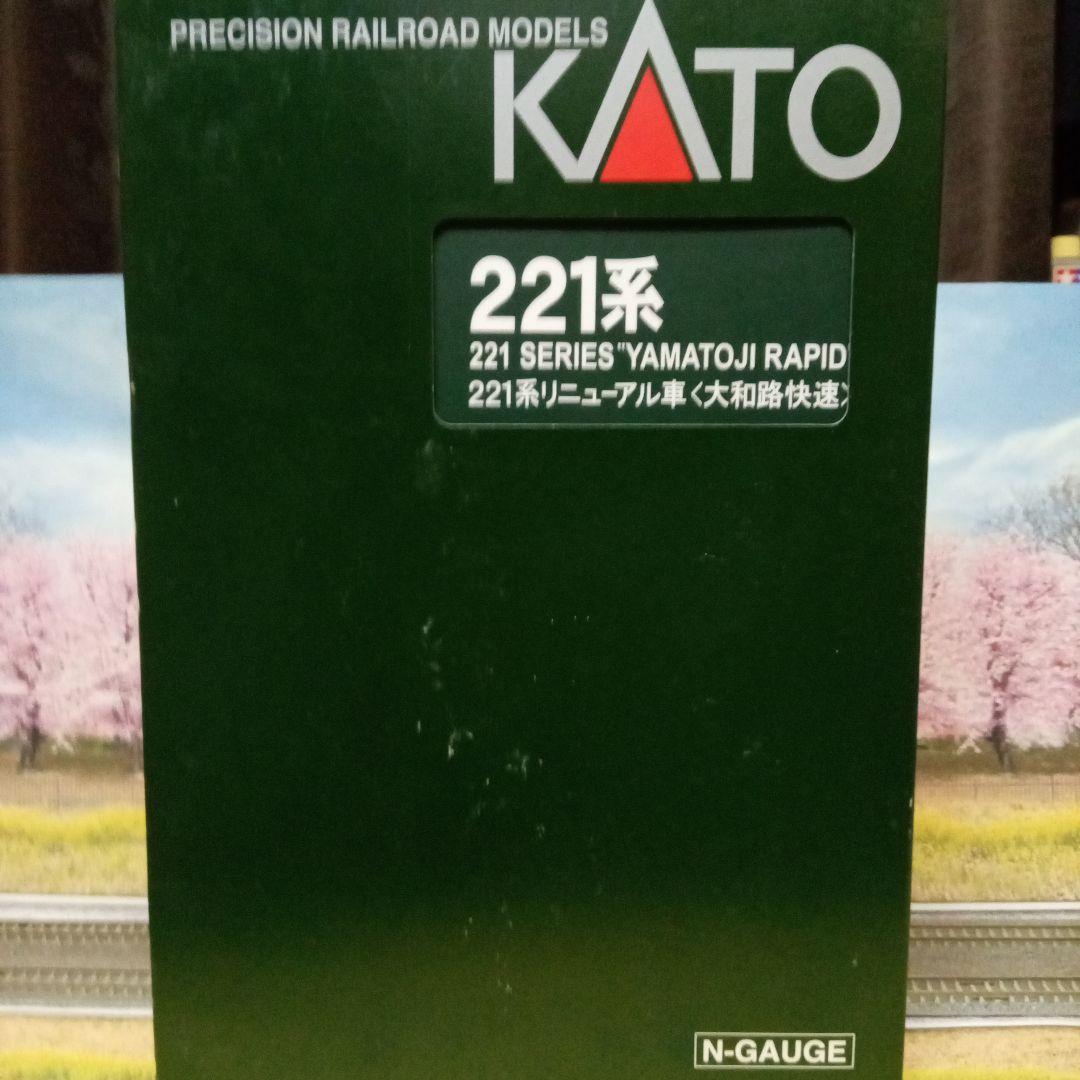 PRECISION RAILROAD MODELS
KATO
221系
221 SERIES "YAMATOJI RAPID
221系リニューアル車〈大和路快速〉
N-GAUGE